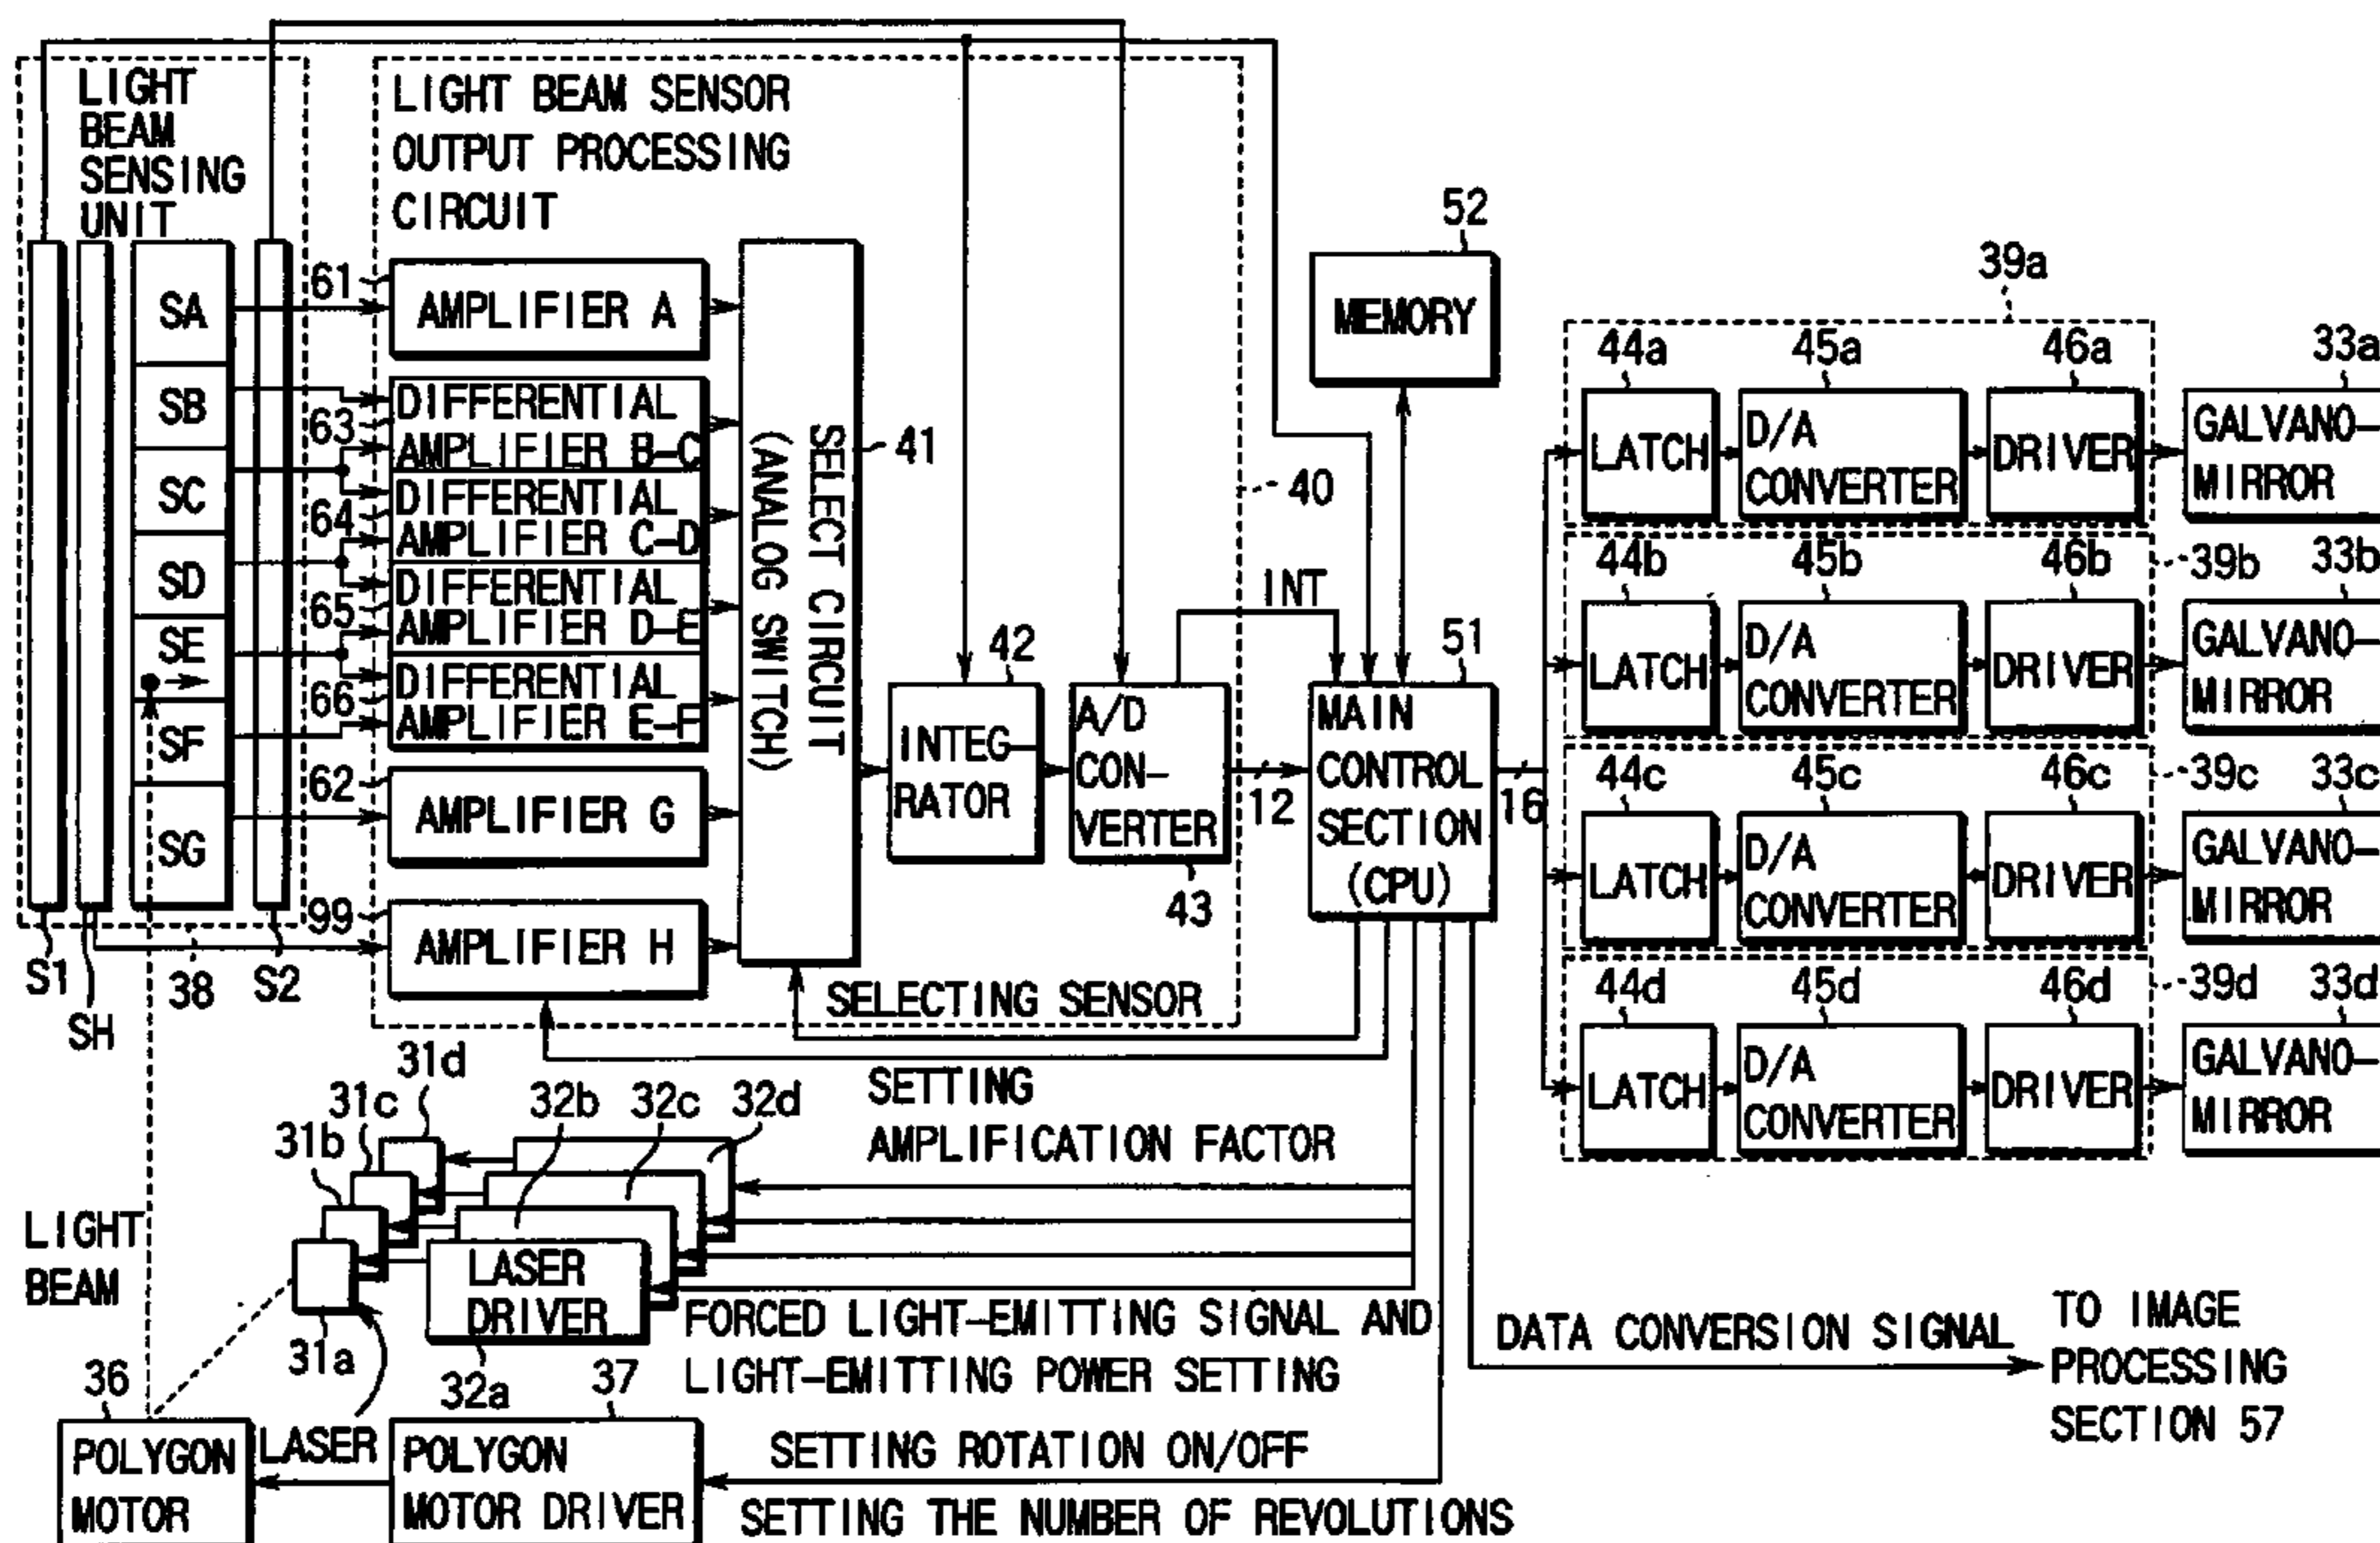 LIGHT
BEAM
SENSING
UNIT
LIGHT BEAM SENSOR
OUTPUT PROCESSING
CIRCUIT
SA
SB
SC
SD
SE
SF
SG
S1
SH
38
S2
61
AMPLIFIER A
63
DIFFERENTIAL
AMPLIFIER B-C
64
DIFFERENTIAL
AMPLIFIER C-D
65
DIFFERENTIAL
AMPLIFIER D-E
66
DIFFERENTIAL
AMPLIFIER E-F
62
AMPLIFIER G
99
AMPLIFIER H
SELECT CIRCUIT
(ANALOG SWITCH)
41
40
42
INTEG-
RATOR
A/D
CON-
VERTER
43
INT
12
52
MEMORY
51
MAIN
CONTROL
SECTION
(CPU)
16
39a
44a
45a
46a
33a
LATCH
D/A
CONVERTER
DRIVER
GALVANO-
MIRROR
44b
45b
46b
39b
33b
LATCH
D/A
CONVERTER
DRIVER
GALVANO-
MIRROR
44c
45c
46c
39c
33c
LATCH
D/A
CONVERTER
DRIVER
GALVANO-
MIRROR
44d
45d
46d
39d
33d
LATCH
D/A
CONVERTER
DRIVER
GALVANO-
MIRROR
SELECTING SENSOR
SETTING
AMPLIFICATION FACTOR
31d
31c
31b
32b
32c
32d
LIGHT
BEAM
LASER
DRIVER
31a
32a
FORCED LIGHT-EMITTING SIGNAL AND
LIGHT-EMITTING POWER SETTING
DATA CONVERSION SIGNAL
TO IMAGE
PROCESSING
SECTION 57
36
POLYGON
MOTOR
LASER
37
POLYGON
MOTOR DRIVER
SETTING ROTATION ON/OFF
SETTING THE NUMBER OF REVOLUTIONS